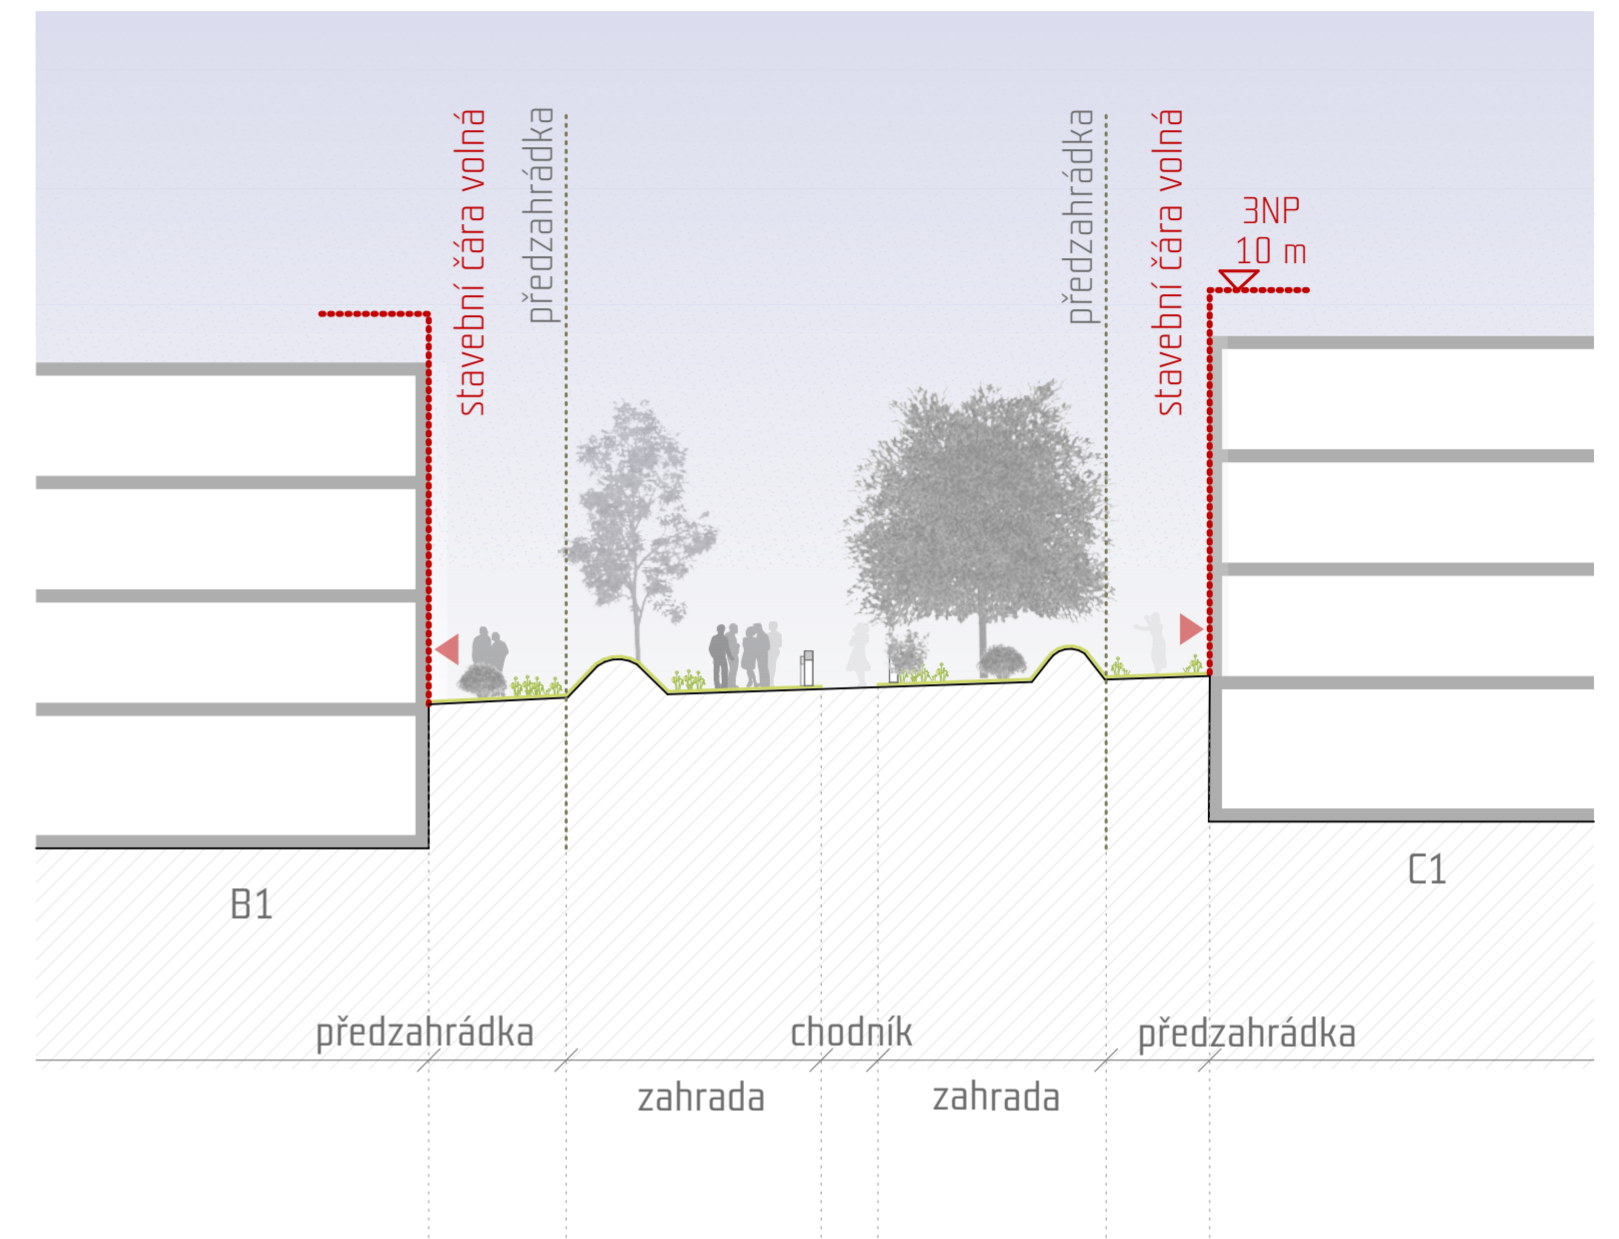 stavební čára volná
předzahrádka
předzahrádka
stavební čára volná
3NP
10 m
B1
C1
předzahrádka
chodník
předzahrádka
zahrada
zahrada